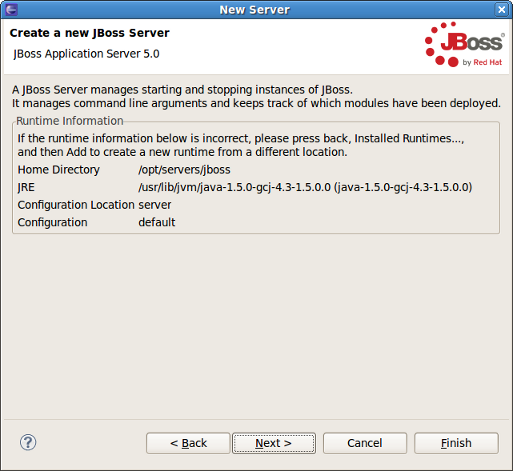 New Server
Create a new JBoss Server
JBoss Application Server 5.0
JBoss
by Red Hat
A JBoss Server manages starting and stopping instances of JBoss.
It manages command line arguments and keeps track of which modules have been deployed.
Runtime Information
If the runtime information below is incorrect, please press back, Installed Runtimes...,
and then Add to create a new runtime from a different location.
Home Directory /opt/servers/jboss
JRE /usr/lib/jvm/java-1.5.0-gcj-4.3-1.5.0.0 (java-1.5.0-gcj-4.3-1.5.0.0)
Configuration Location server
Configuration default
? < Back Next > Cancel Finish